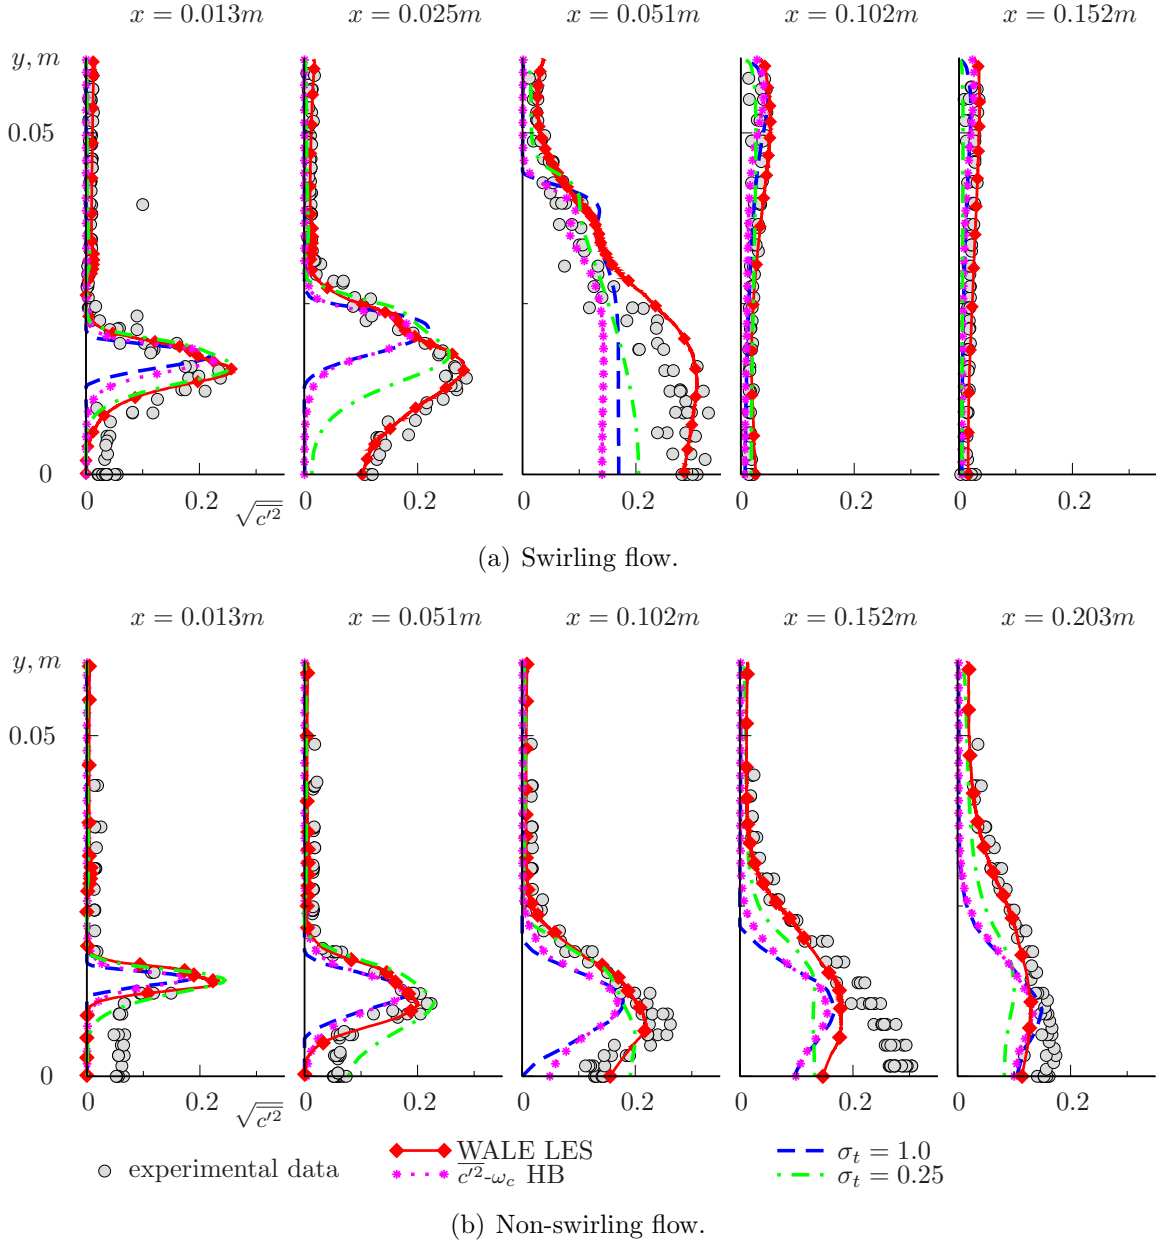 x = 0.013m x = 0.025m x = 0.051m x = 0.102m x = 0.152m
y, m
0.05
0
0 0.2 0 0.2 0 0.2 0 0.2 0 0.2
√c′²
(a) Swirling flow.
x = 0.013m x = 0.051m x = 0.102m x = 0.152m x = 0.203m
y, m
0.05
0
0 0.2 0 0.2 0 0.2 0 0.2 0 0.2
√c′²
experimental data WALE LES σt = 1.0
c′²-ωc HB σt = 0.25
(b) Non-swirling flow.